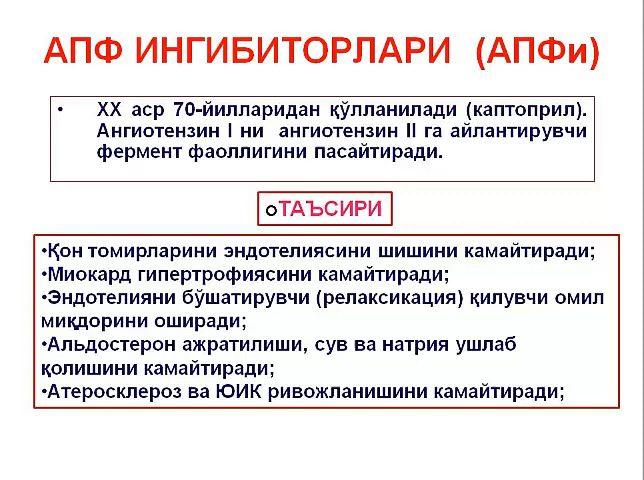 АПФ ИНГИБИТОРЛАРИ (АПФи)
• ХХ аср 70-йилларидан қўлланилади (каптоприл).
Ангиотензин I ни ангиотензин II га айлантирувчи
фермент фаоллигини пасайтиради.
оТАЪСИРИ
•Қон томирларини эндотелиясини шишини камайтиради;
•Миокард гипертрофиясини камайтиради;
•Эндотелияни бўшатирувчи (релаксикация) қилувчи омил
миқдорини оширади;
•Альдостерон ажратилиши, сув ва натрия ушлаб
қолишини камайтиради;
•Атеросклероз ва ЮИК ривожланишини камайтиради;